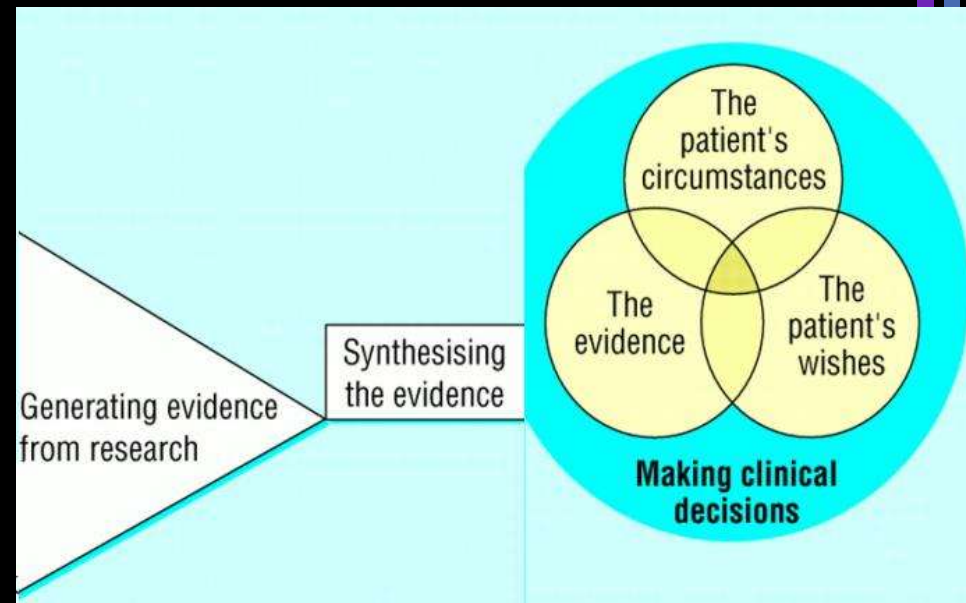 Generating evidence
from research
Synthesising
the evidence
The
patient's
circumstances
The
evidence
The
patient's
wishes
Making clinical
decisions